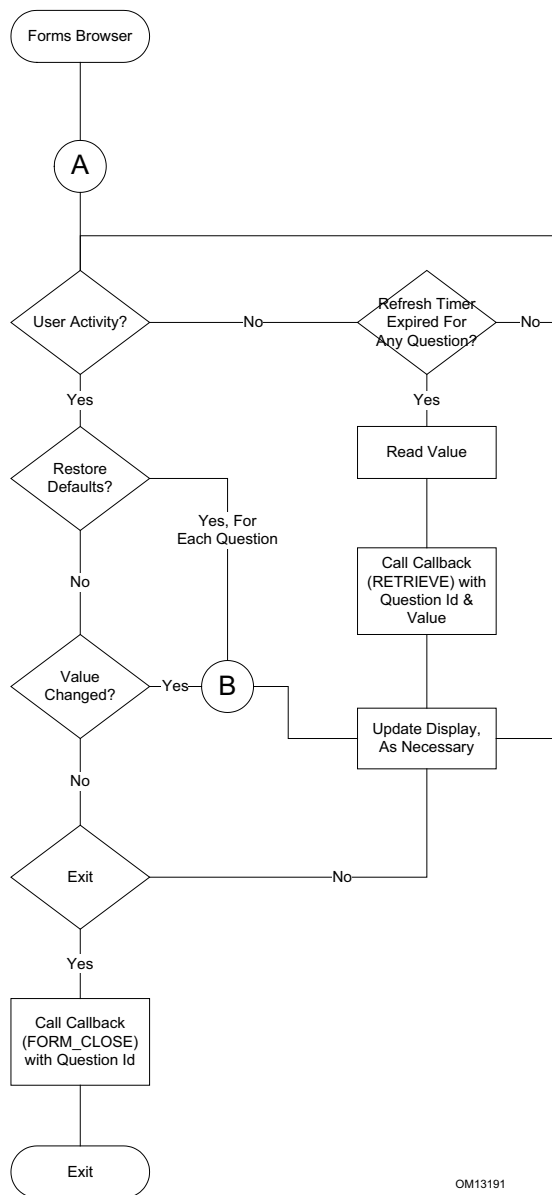 Forms Browser
A
User Activity?
No
Refresh Timer
Expired For
Any Question?
No
Yes
Yes
Read Value
Restore
Defaults?
Yes, For
Each Question
Call Callback
(RETRIEVE) with
Question Id &
Value
No
Value
Changed?
Yes
B
Update Display,
As Necessary
No
Exit
No
Yes
Call Callback
(FORM_CLOSE)
with Question Id
Exit
OM13191